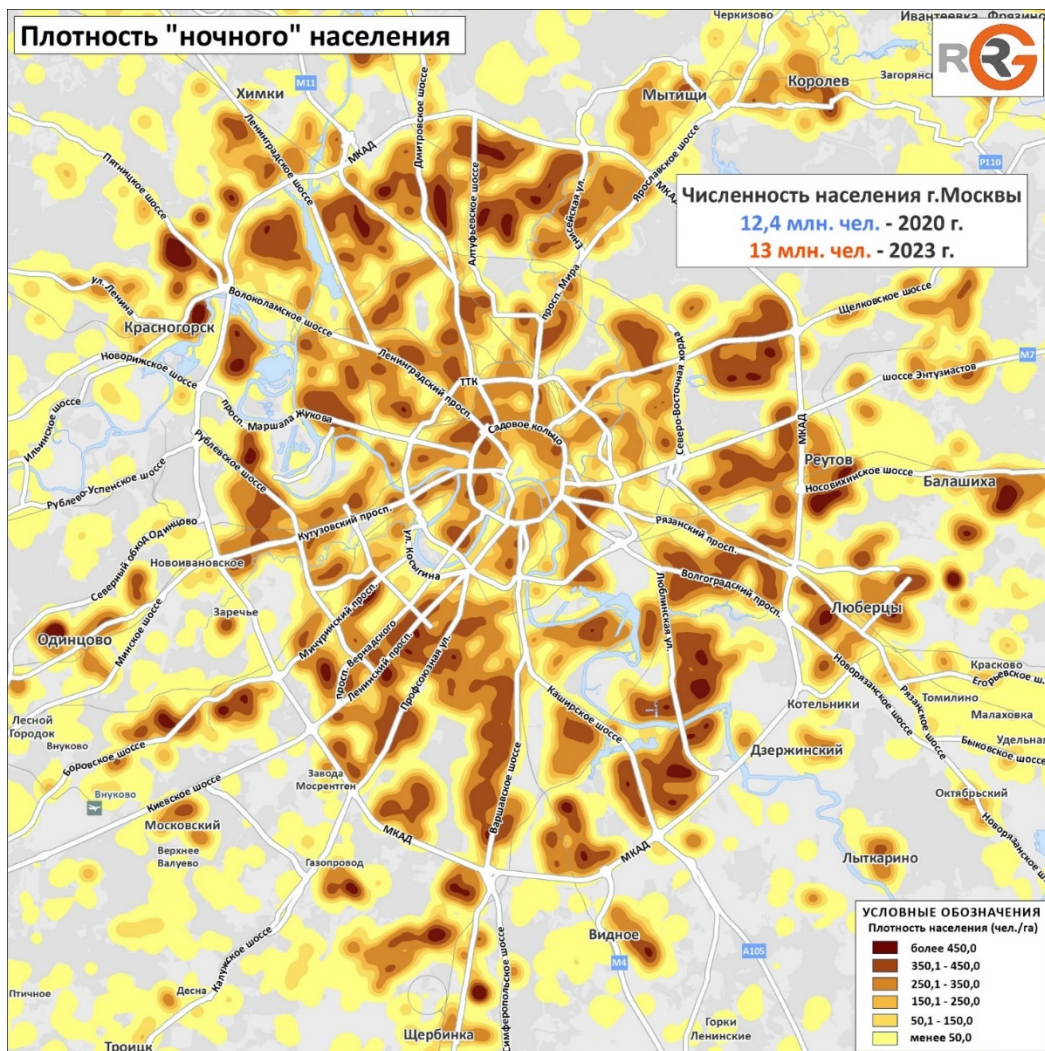 Плотность "ночного" населения
RRG
Численность населения г.Москвы
12,4 млн. чел. - 2020 г.
13 млн. чел. - 2023 г.
Черкизово
Ивантеевка
Фрязино
Загорянск
Королев
Мытищи
Химки
М11
МКАД
Ленинградское шоссе
Дмитровское шоссе
Алтуфьевское шоссе
Енисейская ул.
Ярославское шоссе
МКАД
Р110
Пятницкое шоссе
просп. Мира
ул. Ленина
Красногорск
Волоколамское шоссе
Щелковское шоссе
Новорижское шоссе
Ленинградский просп.
Северо-Восточная хорда
М7
шоссе Энтузиастов
ТТК
Садовое кольцо
Ильинское шоссе
просп. Маршала Жукова
МКАД
Рублевское шоссе
Рублево-Успенское шоссе
Реутов
Носовихинское шоссе
Балашиха
Кутузовский просп.
Рязанский просп.
Северный обход Одинцово
Новоивановское
ул. Косыгина
Волгоградский просп.
Люблинская ул.
Заречье
Люберцы
Одинцово
Минское шоссе
Мичуринский просп.
просп. Вернадского
Ленинский просп.
Профсоюзная ул.
Новорязанское шоссе
Рязанское шоссе
Красково
Егорьевское ш.
Томилино
Малаховка
Каширское шоссе
Котельники
Лесной
Городок
Внуково
Боровское шоссе
Дзержинский
Удельная
Быковское шоссе
Завода
Мосрентген
Варшавское шоссе
Внуково
Киевское шоссе
Октябрьский
Новорязанское шоссе
Московский
МКАД
МКАД
Верхнее
Валуево
Газопровод
Лыткарино
Видное
М4
А105
Калужское шоссе
Симферопольское шоссе
Птичное
Десна
Троицк
Щербинка
Горки
Ленинские
УСЛОВНЫЕ ОБОЗНАЧЕНИЯ
Плотность населения (чел./га)
более 450,0
350,1 - 450,0
250,1 - 350,0
150,1 - 250,0
50,1 - 150,0
менее 50,0